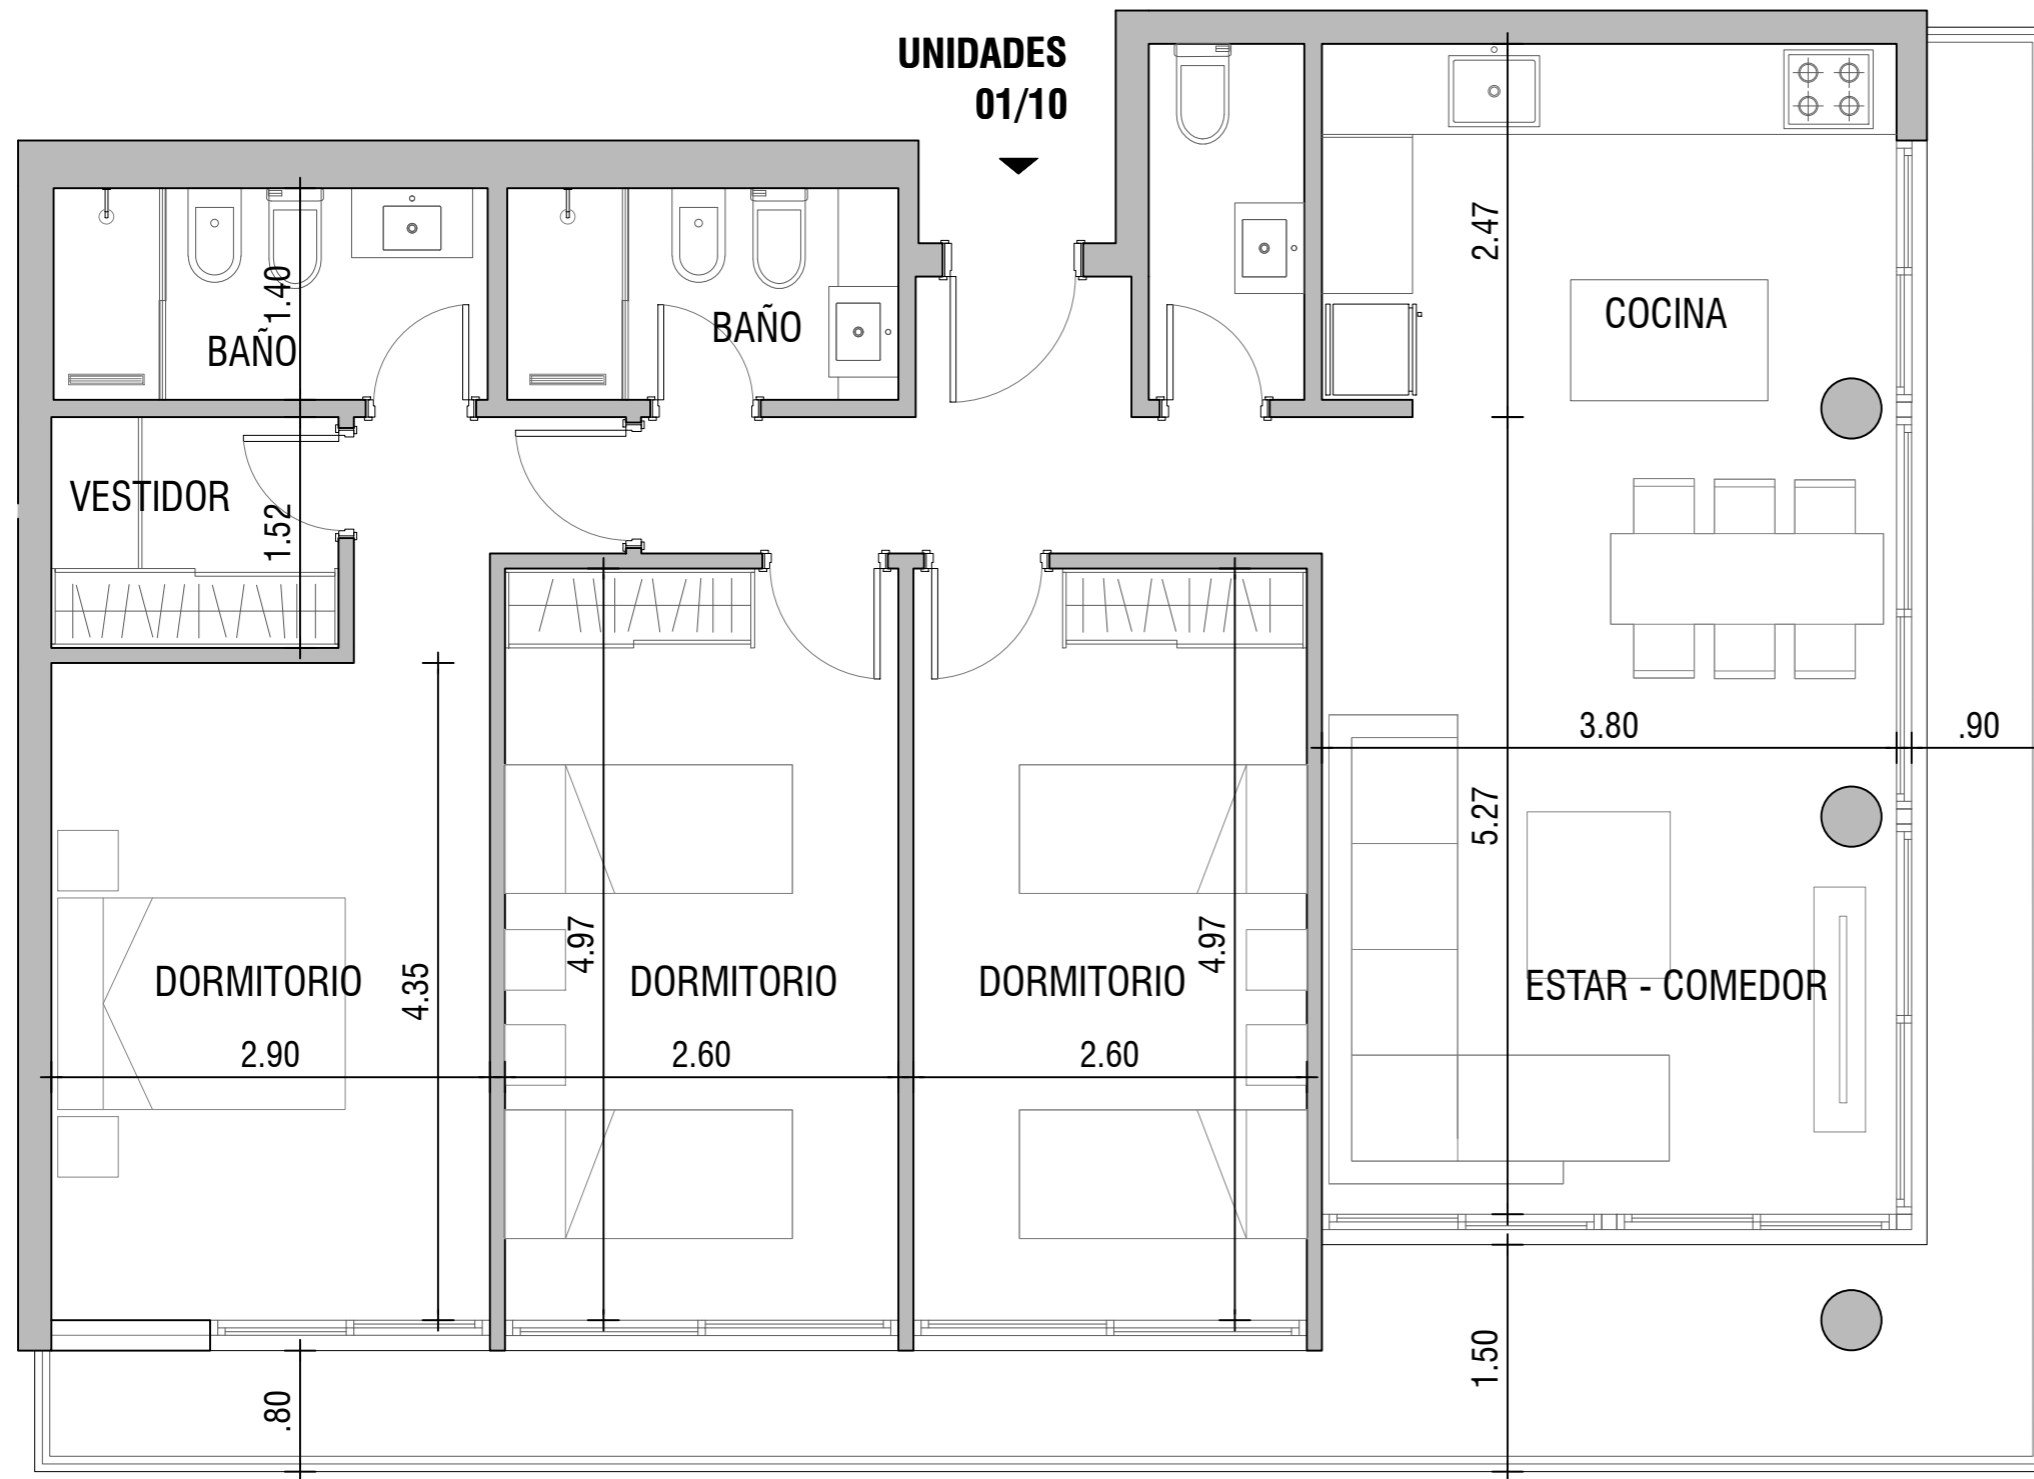 UNIDADES
01/10
2.47
COCINA
1.40
BAÑO
BAÑO
VESTIDOR
1.52
3.80
.90
5.27
4.97
4.97
4.35
DORMITORIO
DORMITORIO
DORMITORIO
ESTAR - COMEDOR
2.90
2.60
2.60
1.50
.80